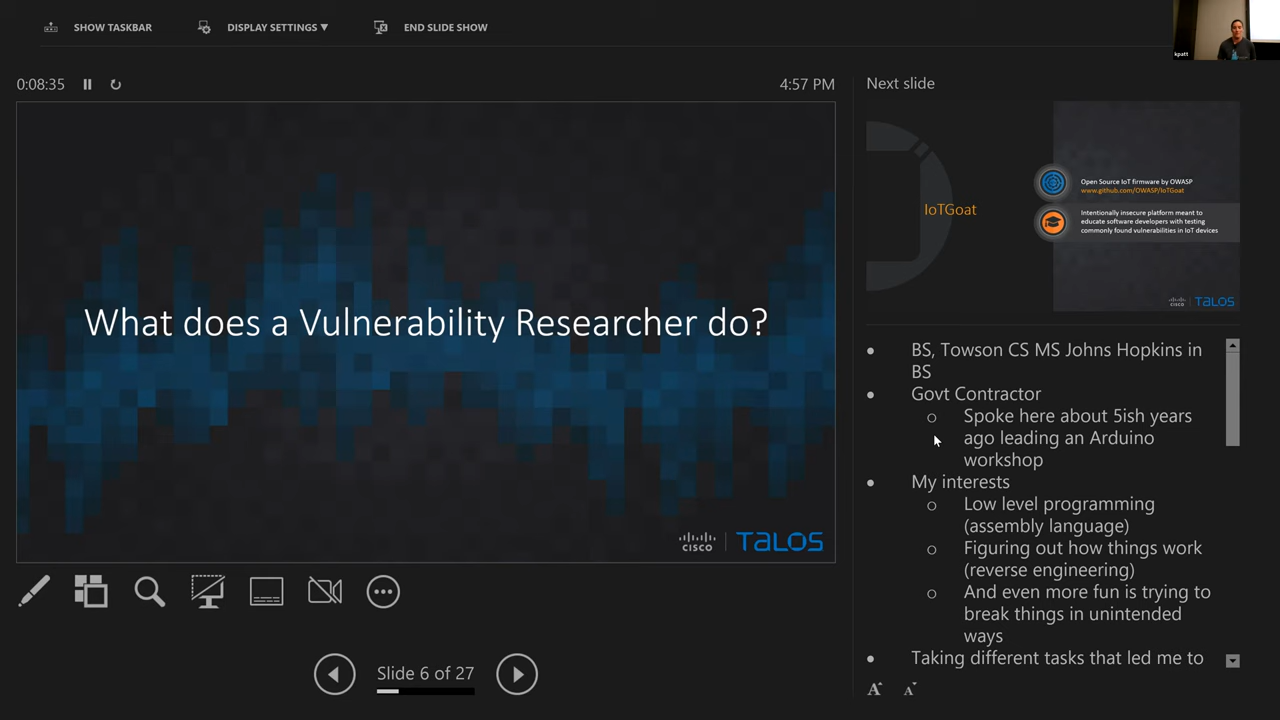 SHOW TASKBAR
DISPLAY SETTINGS ▼
END SLIDE SHOW
kpatt
0:08:35
4:57 PM
Next slide
What does a Vulnerability Researcher do?
cisco
TALOS
IoTGoat
Open Source IoT firmware by OWASP
www.github.com/OWASP/IoTGoat
Intentionally insecure platform meant to
educate software developers with testing
commonly found vulnerabilities in IoT devices
cisco
TALOS
• BS, Towson CS MS Johns Hopkins in
BS
• Govt Contractor
o Spoke here about 5ish years
ago leading an Arduino
workshop
• My interests
o Low level programming
(assembly language)
o Figuring out how things work
(reverse engineering)
o And even more fun is trying to
break things in unintended
ways
• Taking different tasks that led me to
Slide 6 of 27
A
A